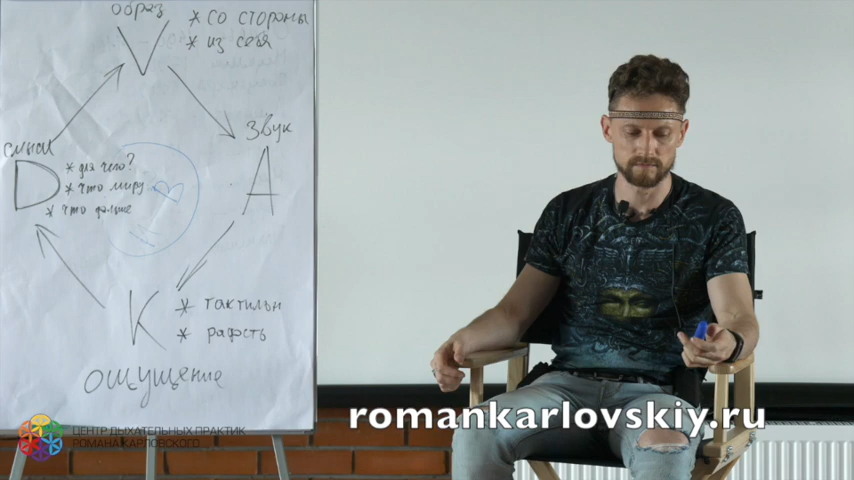 образ
* со стороны
* из себя
V
звук
A
смысл
D
* для чего?
* что миру
* что дальше
В
К
* тактильн
* радость
ощущение
ЦЕНТР ДЫХАТЕЛЬНЫХ ПРАКТИК
РОМАНА КАРЛОВСКОГО
romankarlovskiy.ru